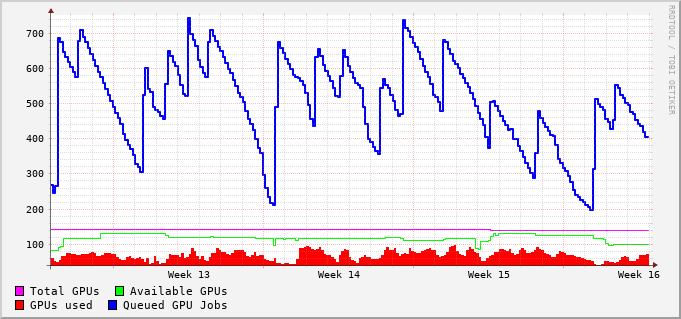 700
600
500
400
300
200
100
Week 13 Week 14 Week 15 Week 16
Total GPUs Available GPUs
GPUs used Queued GPU Jobs
RRDTOOL / TOBI OETIKER